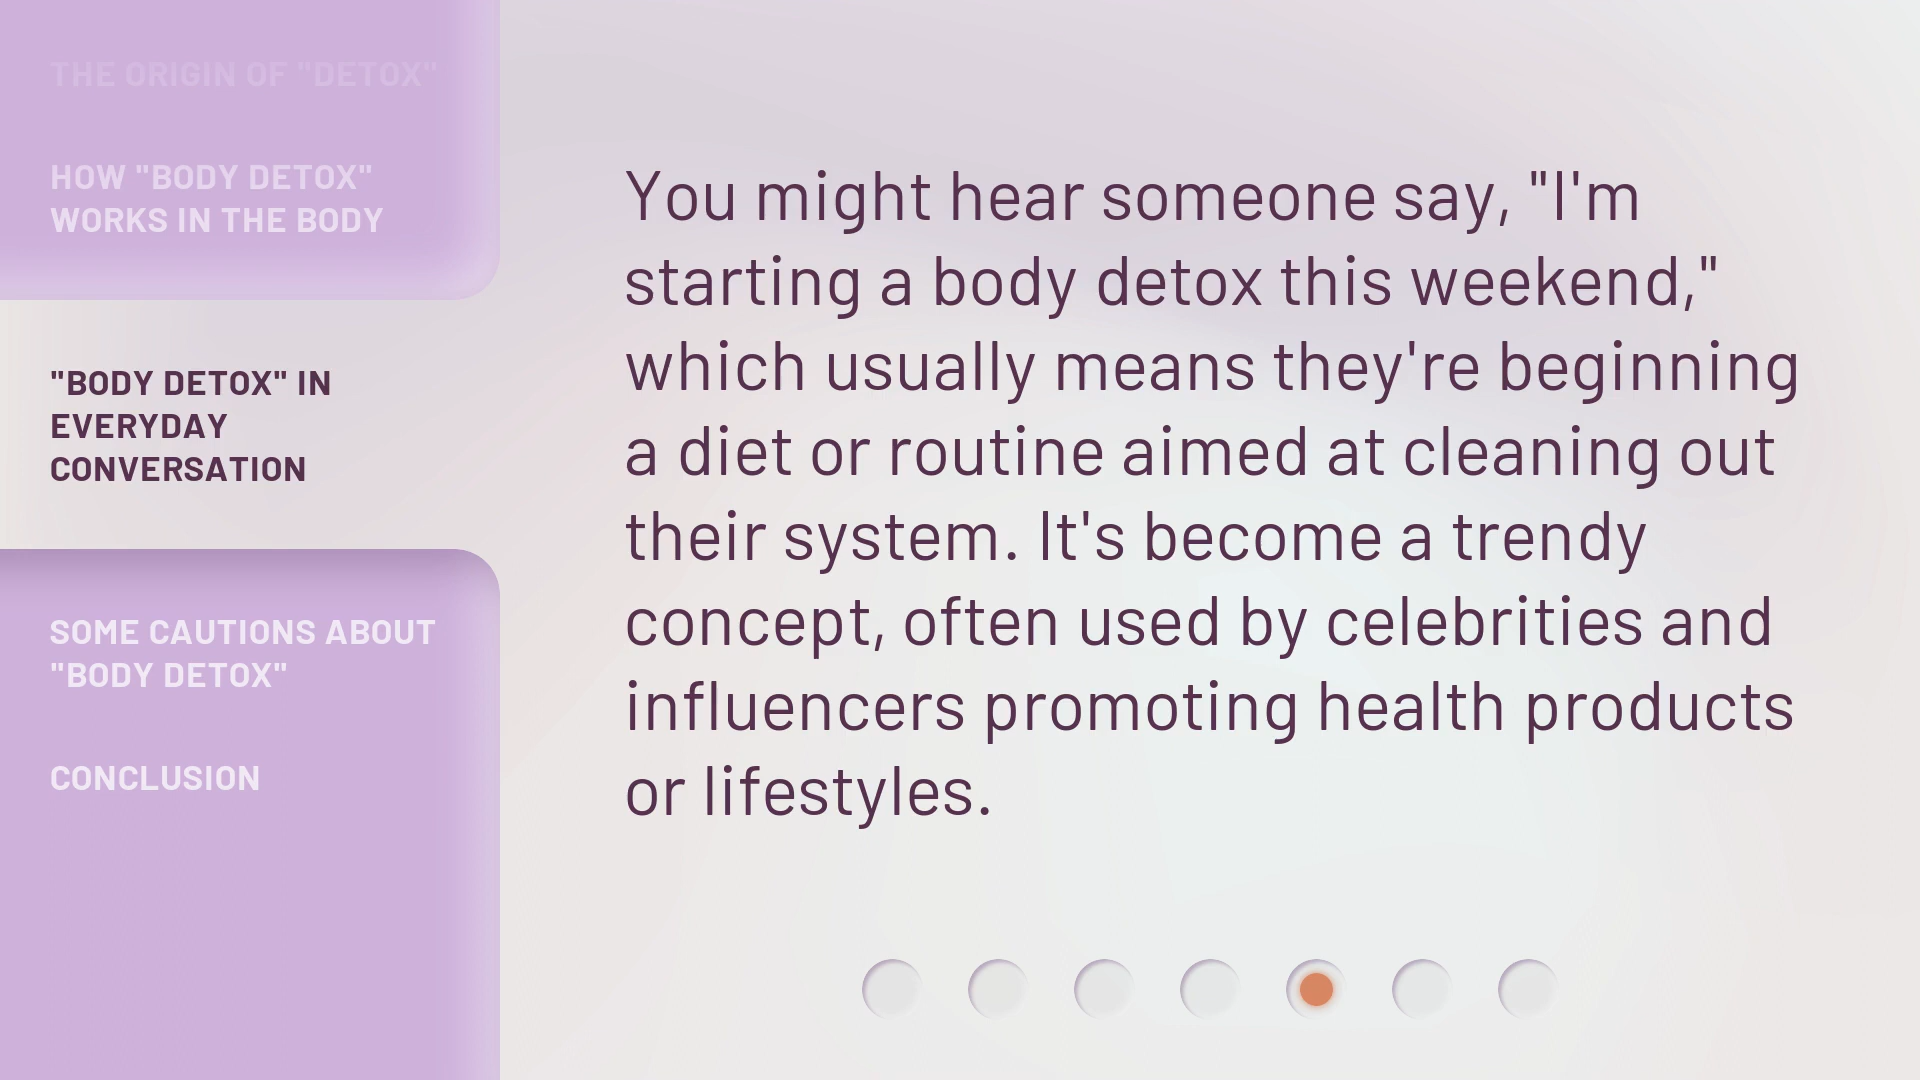 THE ORIGIN OF "DETOX"
HOW "BODY DETOX"
WORKS IN THE BODY
"BODY DETOX" IN
EVERYDAY
CONVERSATION
SOME CAUTIONS ABOUT
"BODY DETOX"
CONCLUSION
You might hear someone say, "I'm
starting a body detox this weekend,"
which usually means they're beginning
a diet or routine aimed at cleaning out
their system. It's become a trendy
concept, often used by celebrities and
influencers promoting health products
or lifestyles.